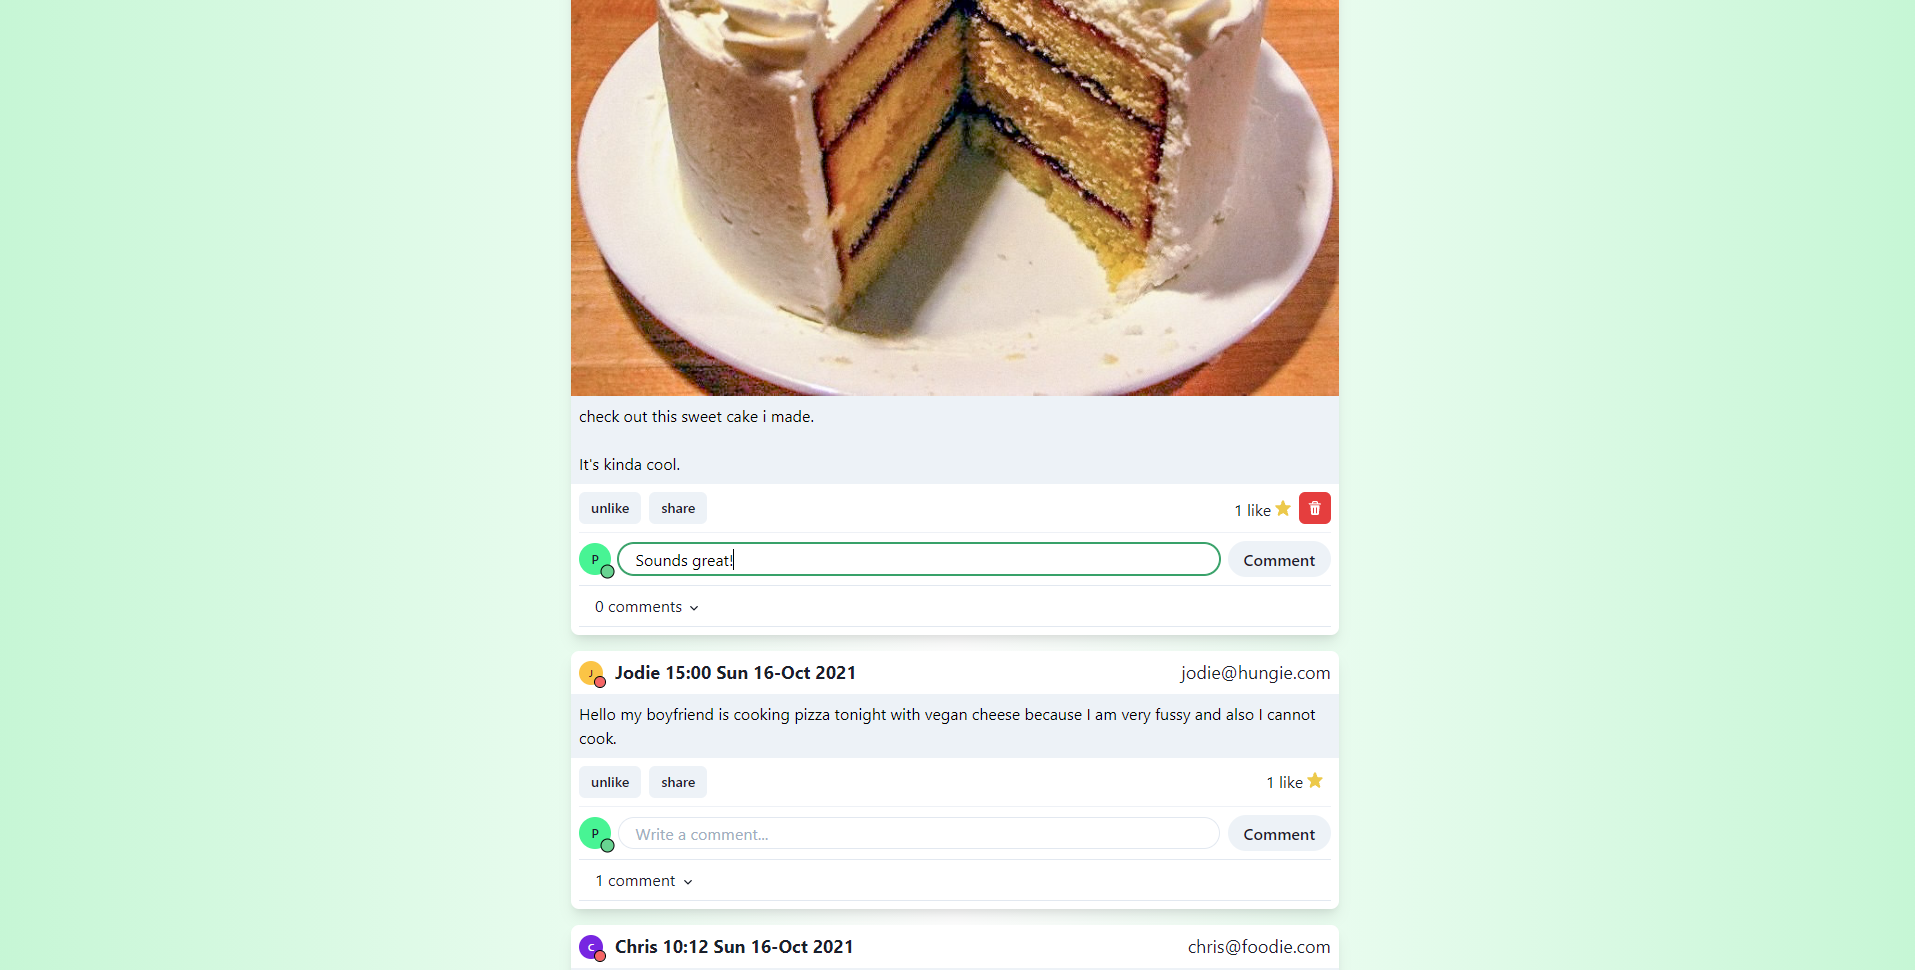 check out this sweet cake i made.
It's kinda cool.
unlike share 1 like
P Sounds great! Comment
0 comments
J Jodie 15:00 Sun 16-Oct 2021 jodie@hungie.com
Hello my boyfriend is cooking pizza tonight with vegan cheese because I am very fussy and also I cannot
cook.
unlike share 1 like
P Write a comment... Comment
1 comment
C Chris 10:12 Sun 16-Oct 2021 chris@foodie.com